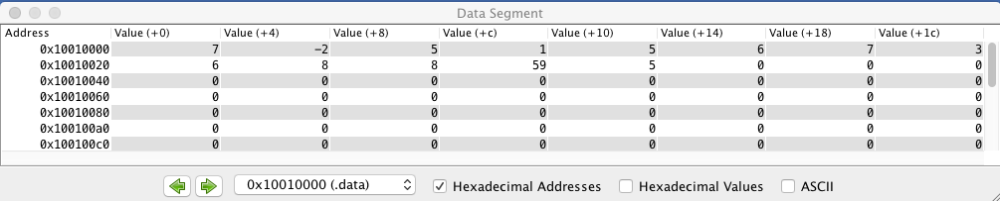 Data Segment
Address Value (+0) Value (+4) Value (+8) Value (+c) Value (+10) Value (+14) Value (+18) Value (+1c)
0x10010000 7 -2 5 1 5 6 7 3
0x10010020 6 8 8 59 5 0 0 0
0x10010040 0 0 0 0 0 0 0 0
0x10010060 0 0 0 0 0 0 0 0
0x10010080 0 0 0 0 0 0 0 0
0x100100a0 0 0 0 0 0 0 0 0
0x100100c0 0 0 0 0 0 0 0 0
0x10010000 (.data) Hexadecimal Addresses Hexadecimal Values ASCII